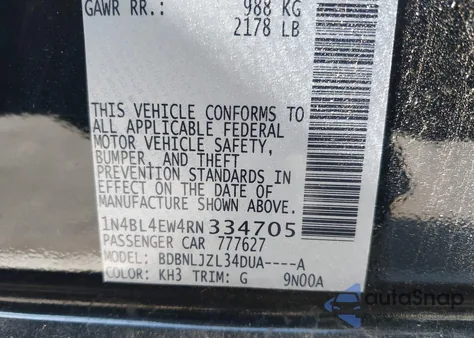 GAWR RR.: 988 KG
2178 LB
THIS VEHICLE CONFORMS TO
ALL APPLICABLE FEDERAL
MOTOR VEHICLE SAFETY,
BUMPER, AND THEFT
PREVENTION STANDARDS IN
EFFECT ON THE DATE OF
MANUFACTURE SHOWN ABOVE.
1N4BL4EW4RN334705
PASSENGER CAR 777627
MODEL: BDBNLJZL34DUA----A
COLOR: KH3 TRIM: G 9N00A
autoSnap